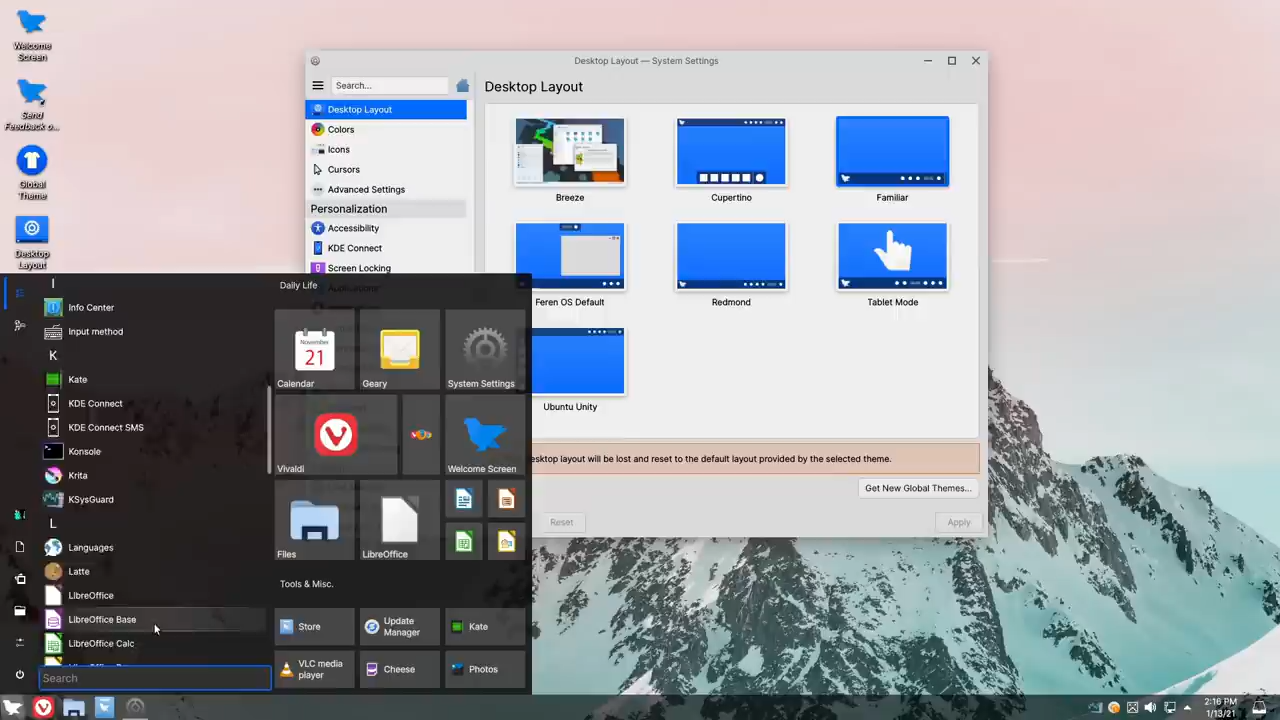 Welcome
Screen
Send
Feedback o...
Global
Theme
Desktop
Layout
Desktop Layout — System Settings
Search...
Desktop Layout
Desktop Layout
Colors
Icons
Cursors
Advanced Settings
Personalization
Accessibility
KDE Connect
Screen Locking
Applications
Breeze
Cupertino
Familiar
Feren OS Default
Redmond
Tablet Mode
Ubuntu Unity
esktop layout will be lost and reset to the default layout provided by the selected theme.
Get New Global Themes...
Reset
Apply
I
Info Center
Input method
K
Kate
KDE Connect
KDE Connect SMS
Konsole
Krita
KSysGuard
L
Languages
Latte
LibreOffice
LibreOffice Base
LibreOffice Calc
Search
Daily Life
November
21
Calendar
Geary
System Settings
Vivaldi
Welcome Screen
Files
LibreOffice
Tools & Misc.
Store
Update
Manager
Kate
VLC media
player
Cheese
Photos
2:16 PM
1/13/21